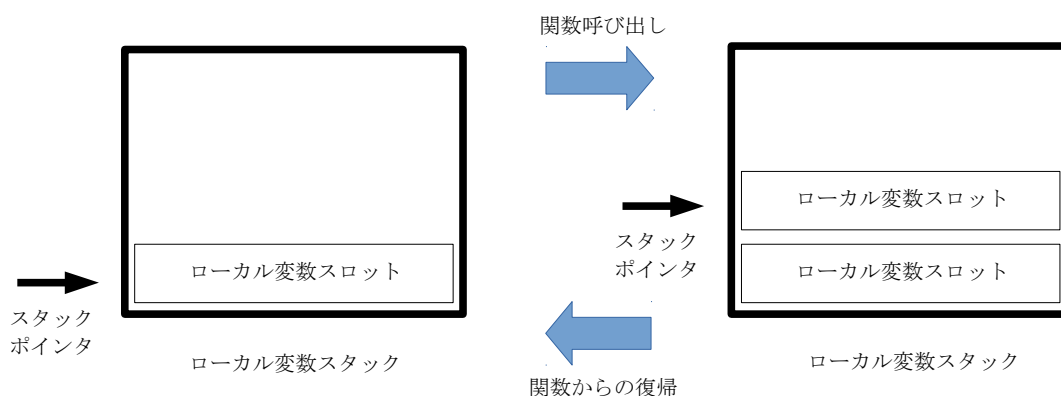 関数呼び出し
ローカル変数スロット
スタック
ポインタ
ローカル変数スタック
ローカル変数スロット
スタック
ポインタ
ローカル変数スロット
ローカル変数スタック
関数からの復帰